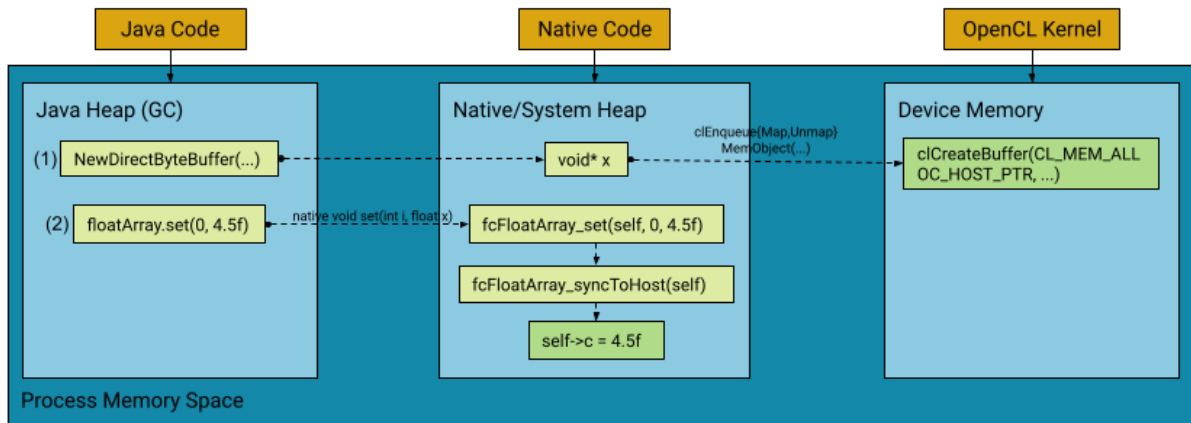 Java Code
Native Code
OpenCL Kernel
Java Heap (GC)
Native/System Heap
Device Memory
(1)
NewDirectByteBuffer(...)
void* x
clEnqueue{Map,Unmap}
MemObject(...)
clCreateBuffer(CL_MEM_ALL
OC_HOST_PTR, ...)
(2)
floatArray.set(0, 4.5f)
native void set(int i, float x)
fcFloatArray_set(self, 0, 4.5f)
fcFloatArray_syncToHost(self)
self->c = 4.5f
Process Memory Space